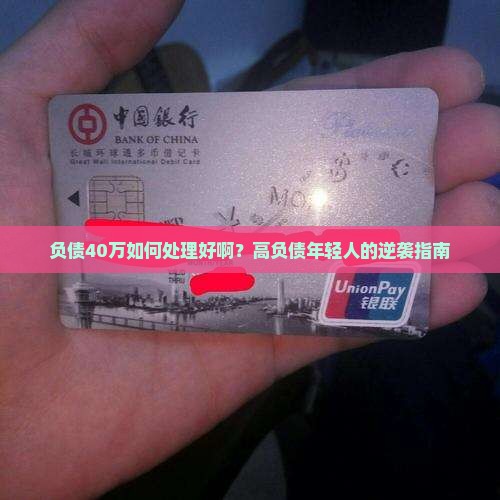 中国银行
BANK OF CHINA
长城环球通多币借记卡
Great Wall International Debit Card
负债40万如何处理好啊？高负债年轻人的逆袭指南
THRU
UnionPay
银联